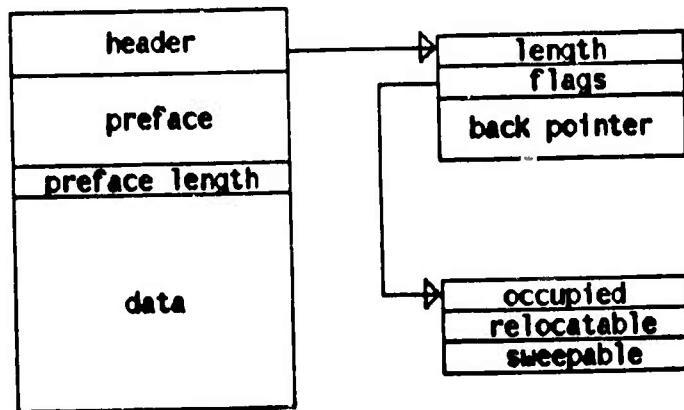 header
preface
preface length
data
length
flags
back pointer
occupied
relocatable
sweepable